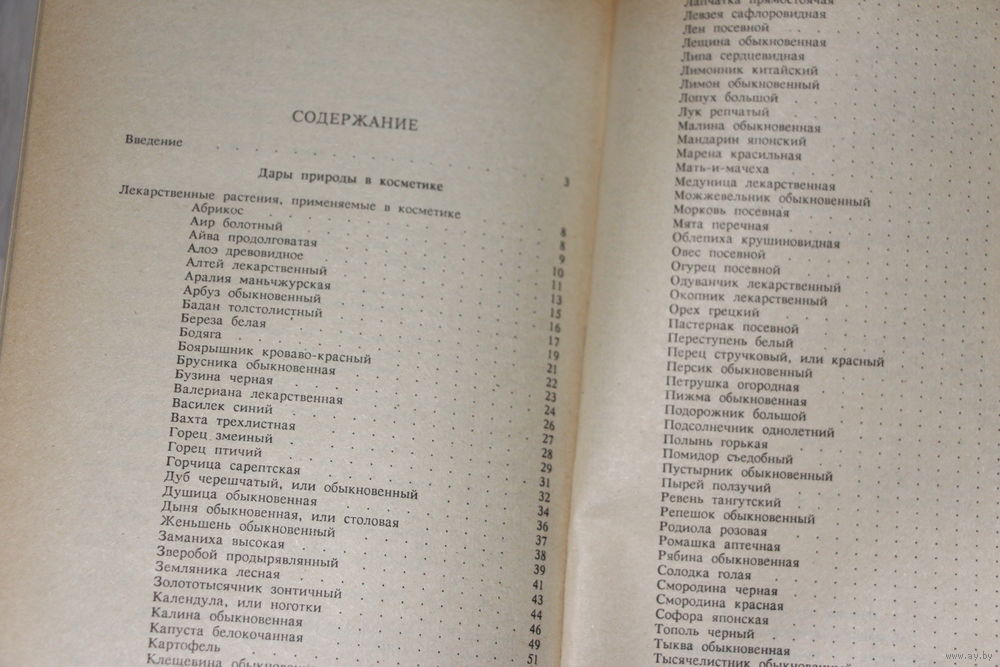 СОДЕРЖАНИЕ
Введение . . . 3
Дары природы в косметике
Лекарственные растения, применяемые в косметике
Абрикос . . . 8
Аир болотный . . . 8
Айва продолговатая . . . 9
Алоэ древовидное . . . 10
Алтей лекарственный . . . 11
Аралия маньчжурская . . . 13
Арбуз обыкновенный . . . 15
Бадан толстолистный . . . 16
Береза белая . . . 17
Бодяга . . . 19
Боярышник кроваво-красный . . . 21
Брусника обыкновенная . . . 22
Бузина черная . . . 23
Валериана лекарственная . . . 24
Василек синий . . . 26
Вахта трехлистная . . . 27
Горец змеиный . . . 28
Горец птичий . . . 29
Горчица сарептская . . . 31
Дуб черешчатый, или обыкновенный . . . 32
Душица обыкновенная . . . 34
Дыня обыкновенная, или столовая . . . 36
Женьшень обыкновенный . . . 37
Заманиха высокая . . . 38
Зверобой продырявленный . . . 39
Земляника лесная . . . 41
Золототысячник зонтичный . . . 43
Календула, или ноготки . . . 44
Калина обыкновенная . . . 46
Капуста белокочанная . . . 49
Картофель . . . 51
Клещевина обыкновенная
Лапчатка прямостоячая
Левзея сафлоровидная
Лен посевной
Лещина обыкновенная
Липа сердцевидная
Лимонник китайский
Лимон обыкновенный
Лопух большой
Лук репчатый
Малина обыкновенная
Мандарин японский
Марена красильная
Мать-и-мачеха
Медуница лекарственная
Можжевельник обыкновенный
Морковь посевная
Мята перечная
Облепиха крушиновидная
Овес посевной
Огурец посевной
Одуванчик лекарственный
Окопник лекарственный
Орех грецкий
Пастернак посевной
Переступень белый
Перец стручковый, или красный
Персик обыкновенный
Петрушка огородная
Пижма обыкновенная
Подорожник большой
Подсолнечник однолетний
Полынь горькая
Помидор съедобный
Пустырник обыкновенный
Пырей ползучий
Ревень тангутский
Репешок обыкновенный
Родиола розовая
Ромашка аптечная
Рябина обыкновенная
Солодка голая
Смородина черная
Смородина красная
Софора японская
Тополь черный
Тыква обыкновенная
Тысячелистник обыкновенный
www.ay.by